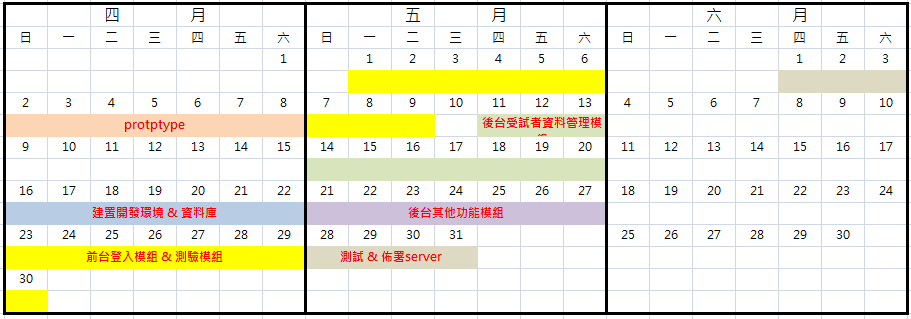 四 月 五 月 六 月
日 一 二 三 四 五 六 日 一 二 三 四 五 六 日 一 二 三 四 五 六
1 1 2 3 4 5 6 1 2 3
2 3 4 5 6 7 8 7 8 9 10 11 12 13 4 5 6 7 8 9 10
protptype 後台受試者資料管理模
9 10 11 12 13 14 15 14 15 16 17 18 19 20 11 12 13 14 15 16 17
16 17 18 19 20 21 22 21 22 23 24 25 26 27 18 19 20 21 22 23 24
建置開發環境 & 資料庫 後台其他功能模組
23 24 25 26 27 28 29 28 29 30 31 25 26 27 28 29 30
前台登入模組 & 測驗模組 測試 & 佈署server
30